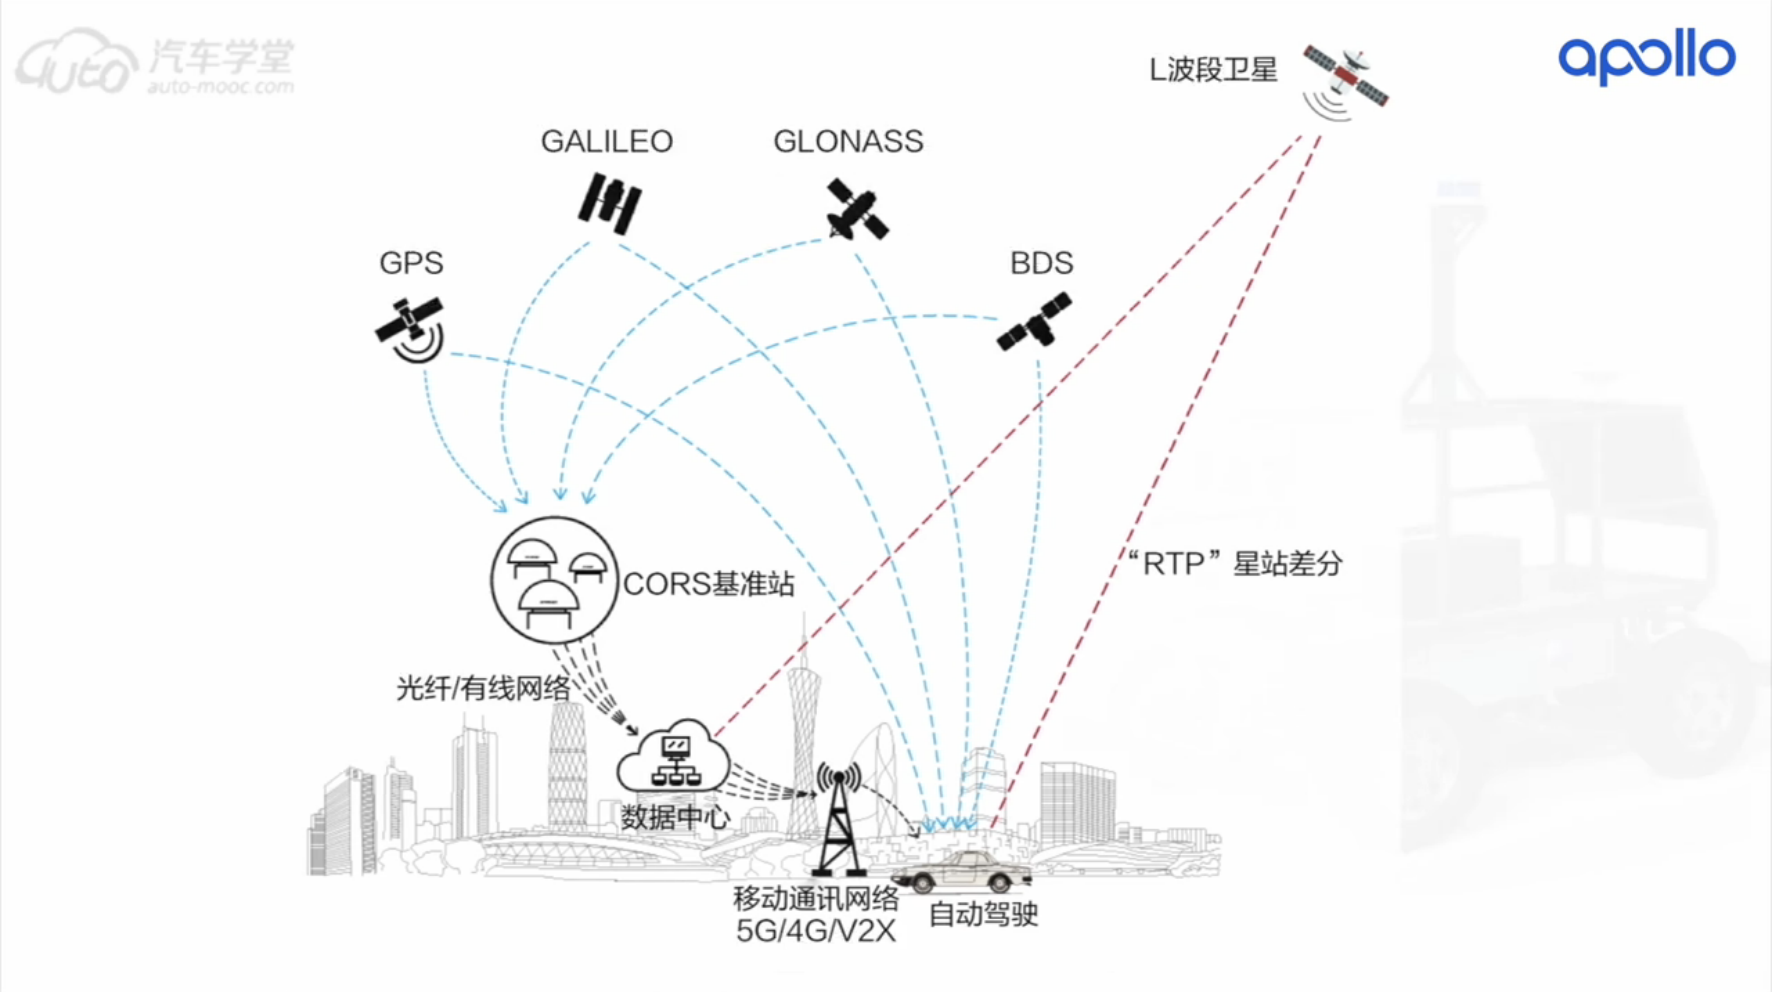 auto 汽车学堂
auto-mooc.com
apollo
L波段卫星
GALILEO
GLONASS
GPS
BDS
“RTP”星站差分
CORS基准站
光纤/有线网络
数据中心
移动通讯网络
5G/4G/V2X
自动驾驶